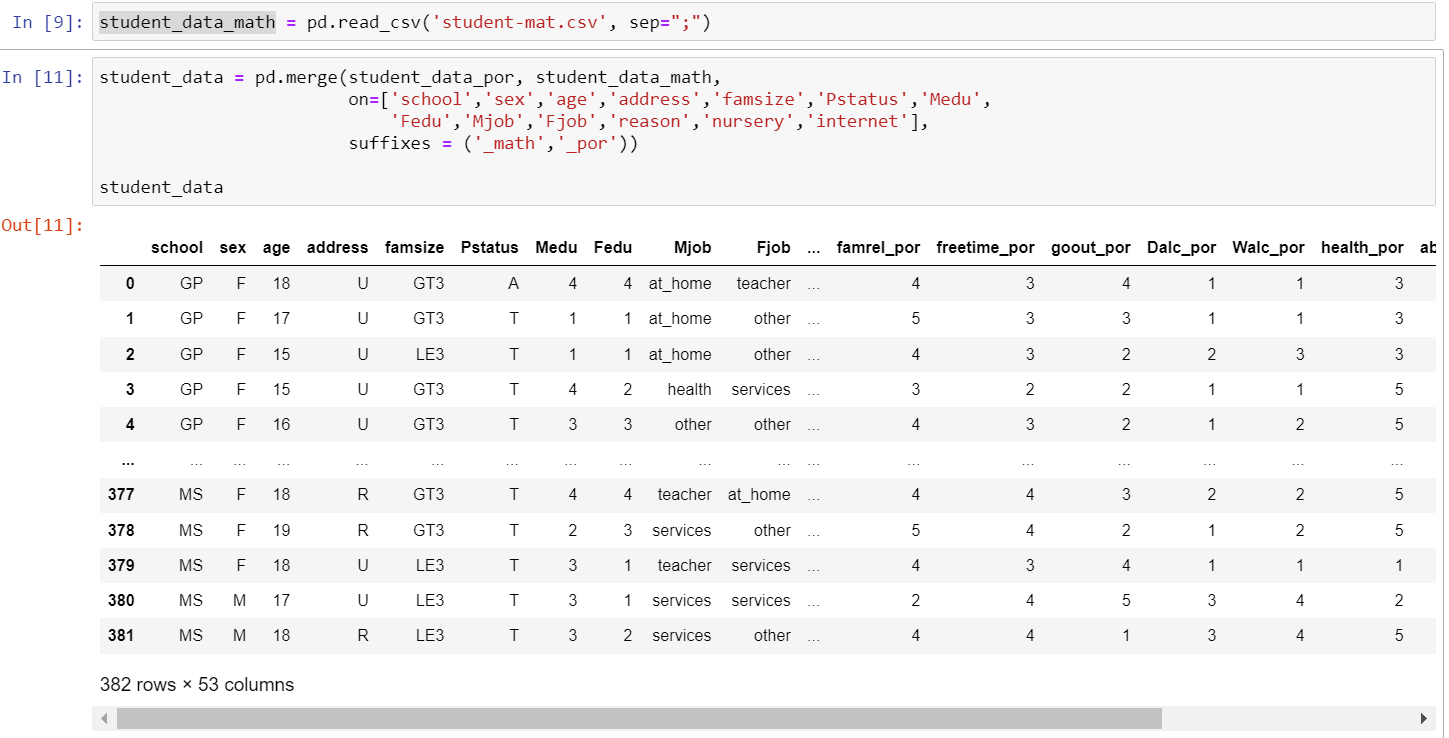 In [9]: student_data_math = pd.read_csv('student-mat.csv', sep=";")
In [11]: student_data = pd.merge(student_data_por, student_data_math,
on=['school','sex','age','address','famsize','Pstatus','Medu',
'Fedu','Mjob','Fjob','reason','nursery','internet'],
suffixes = ('_math','_por'))
student_data
Out[11]:
school sex age address famsize Pstatus Medu Fedu Mjob Fjob ... famrel_por freetime_por goout_por Dalc_por Walc_por health_por ab
0 GP F 18 U GT3 A 4 4 at_home teacher ... 4 3 4 1 1 3
1 GP F 17 U GT3 T 1 1 at_home other ... 5 3 3 1 1 3
2 GP F 15 U LE3 T 1 1 at_home other ... 4 3 2 2 3 3
3 GP F 15 U GT3 T 4 2 health services ... 3 2 2 1 1 5
4 GP F 16 U GT3 T 3 3 other other ... 4 3 2 1 2 5
... ... ... ... ... ... ... ... ... ... ... ... ... ... ... ... ... ...
377 MS F 18 R GT3 T 4 4 teacher at_home ... 4 4 3 2 2 5
378 MS F 19 R GT3 T 2 3 services other ... 5 4 2 1 2 5
379 MS F 18 U LE3 T 3 1 teacher services ... 4 3 4 1 1 1
380 MS M 17 U LE3 T 3 1 services services ... 2 4 5 3 4 2
381 MS M 18 R LE3 T 3 2 services other ... 4 4 1 3 4 5
382 rows × 53 columns